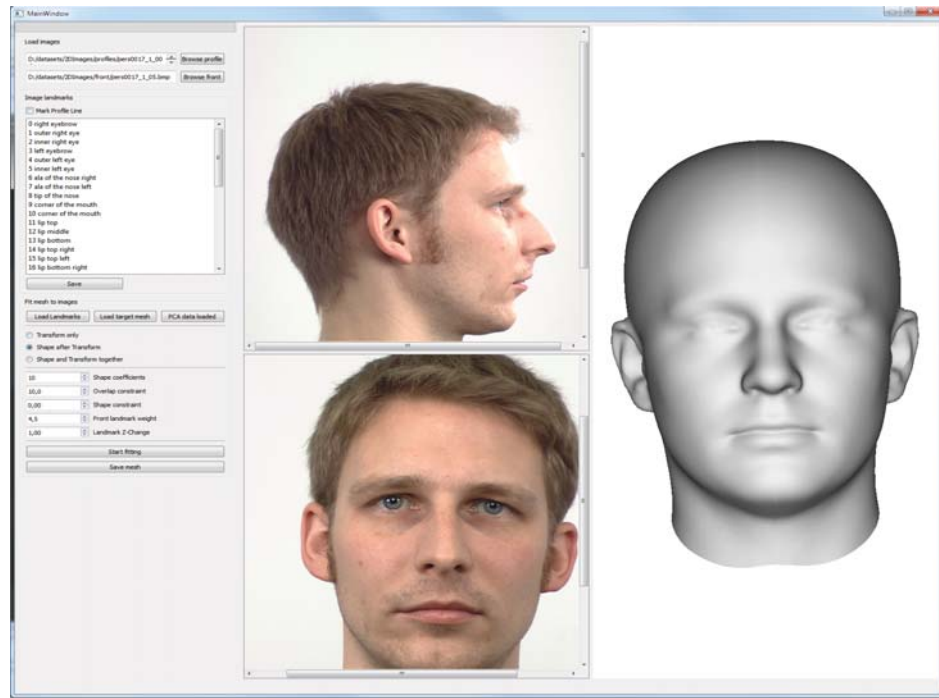 MainWindow
Load images
D:/datasets/2DImages/profiles/pers0017_1_00
Browse profile
D:/datasets/2DImages/front/pers0017_1_05.bmp
Browse front
Image landmarks
Mark Profile Line
0 right eyebrow
1 outer right eye
2 inner right eye
3 left eyebrow
4 outer left eye
5 inner left eye
6 ala of the nose right
7 ala of the nose left
8 tip of the nose
9 corner of the mouth
10 corner of the mouth
11 lip top
12 lip middle
13 lip bottom
14 lip top right
15 lip top left
16 lip bottom right
Save
Fit mesh to images
Load Landmarks
Load target mesh
PCA data loaded
Transform only
Shape after Transform
Shape and Transform together
10 Shape coefficients
10,0 Overlap constraint
0,00 Shape constraint
4,5 Front landmark weight
1,00 Landmark Z-Change
Start fitting
Save mesh